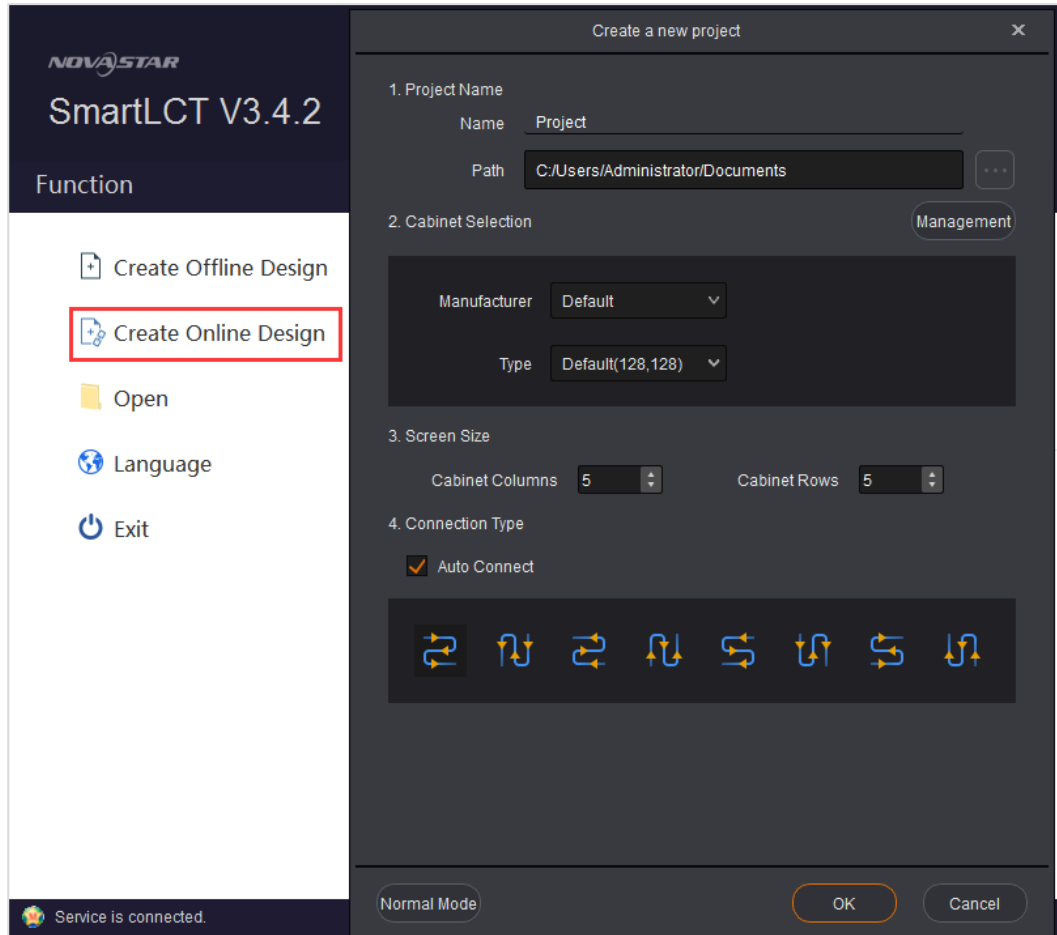 Create a new project
NOVASTAR
SmartLCT V3.4.2
Function
Create Offline Design
Create Online Design
Open
Language
Exit
Service is connected.
1. Project Name
Name Project
Path C:/Users/Administrator/Documents ...
2. Cabinet Selection Management
Manufacturer Default
Type Default(128,128)
3. Screen Size
Cabinet Columns 5 Cabinet Rows 5
4. Connection Type
Auto Connect
Normal Mode OK Cancel